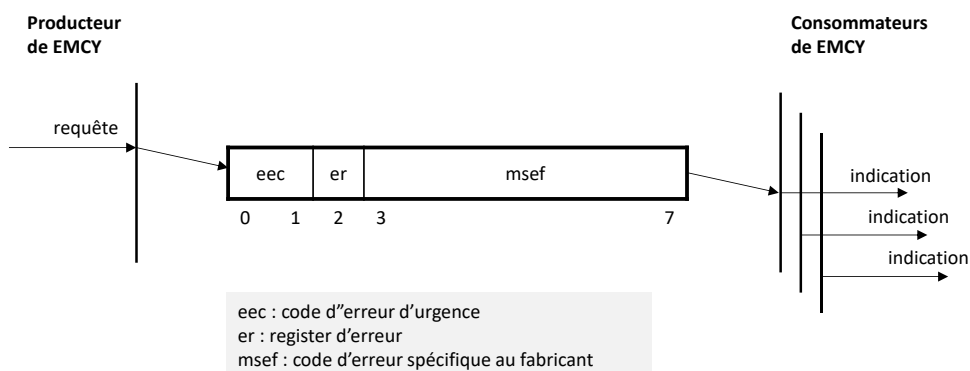 Producteur
de EMCY
Consommateurs
de EMCY
requête
eec
er
msef
0
1
2
3
7
indication
indication
indication
eec : code d"erreur d'urgence
er : register d'erreur
msef : code d'erreur spécifique au fabricant